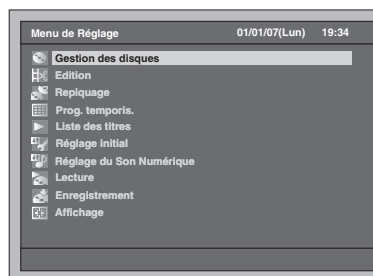 Menu de Réglage 01/01/07(Lun) 19:34
Gestion des disques
Edition
Repiquage
Prog. temporis.
Liste des titres
Réglage initial
Réglage du Son Numérique
Lecture
Enregistrement
Affichage